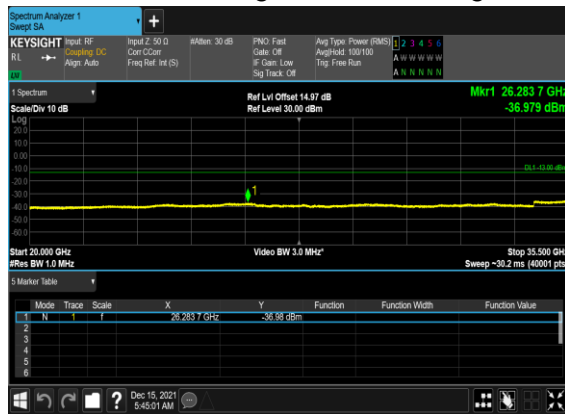 Spectrum Analyzer 1
Swept SA
+
KEYSIGHT Input: RF Input Z: 50 Ω #Atten: 30 dB PNO: Fast Avg Type: Power (RMS) 1 2 3 4 5 6
RL Coupling: DC Corr CCorr Gate: Off Avg|Hold: 100/100 A W W W W W
Align: Auto Freq Ref: Int (S) IF Gain: Low Trig: Free Run
LW Sig Track: Off A N N N N N
1 Spectrum Ref Lvl Offset 14.97 dB Mkr1 26.283 7 GHz
Scale/Div 10 dB Ref Level 30.00 dBm -36.979 dBm
Log
20.0
10.0
0.00
-10.0 DL1 -13.00 dBm
-20.0
-30.0 1
-40.0
-50.0
-60.0
Start 20.000 GHz Video BW 3.0 MHz* Stop 35.500 GHz
#Res BW 1.0 MHz Sweep ~30.2 ms (40001 pts
5 Marker Table
Mode Trace Scale X Y Function Function Width Function Value
1 N 1 f 26.283 7 GHz -36.98 dBm
2
3
4
5
6
? Dec 15, 2021
5:45:01 AM